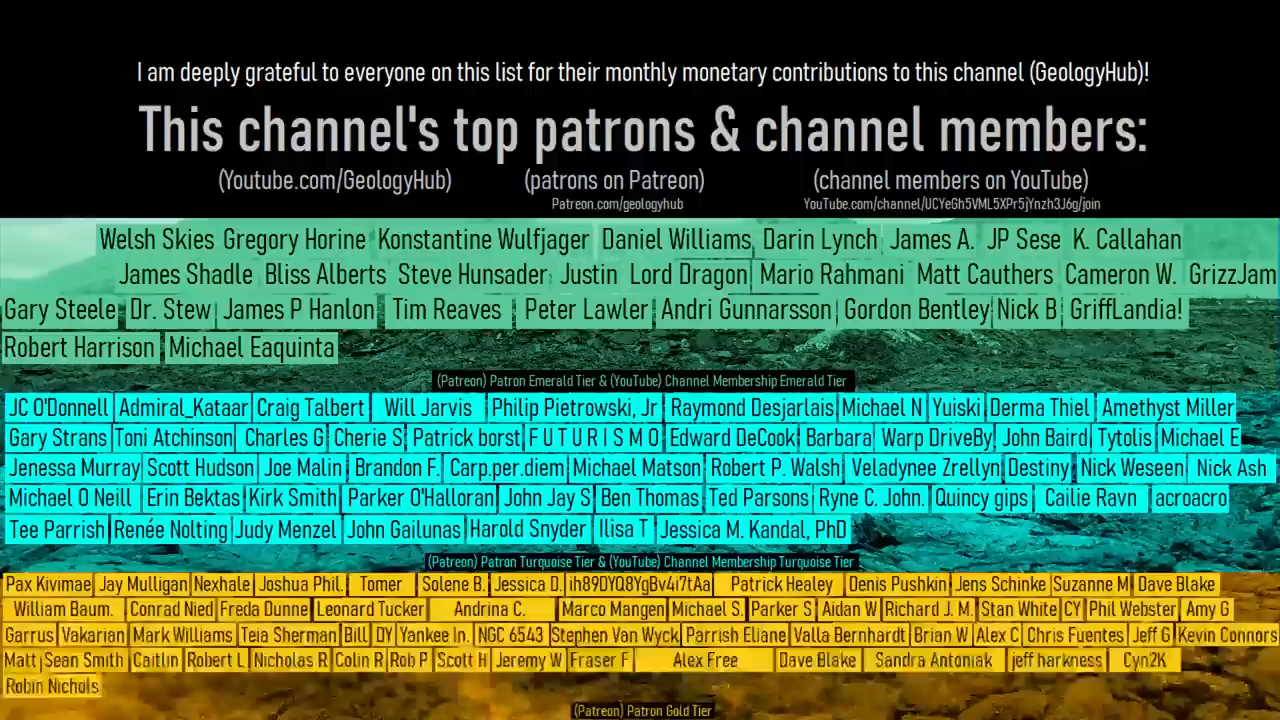 I am deeply grateful to everyone on this list for their monthly monetary contributions to this channel (GeologyHub)!
This channel's top patrons & channel members:
(Youtube.com/GeologyHub) (patrons on Patreon) (channel members on YouTube)
Patreon.com/geologyhub YouTube.com/channel/UCYeGh5VML5XPr5jYnzh3J6g/join
Welsh Skies Gregory Horine Konstantine Wulfjager Daniel Williams Darin Lynch James A. JP Sese K. Callahan
James Shadle Bliss Alberts Steve Hunsader Justin Lord Dragon Mario Rahmani Matt Cauthers Cameron W. GrizzJam
Gary Steele Dr. Stew James P Hanlon Tim Reaves Peter Lawler Andri Gunnarsson Gordon Bentley Nick B GriffLandia!
Robert Harrison Michael Eaquinta
(Patreon) Patron Emerald Tier & (YouTube) Channel Membership Emerald Tier
JC O'Donnell Admiral_Kataar Craig Talbert Will Jarvis Philip Pietrowski, Jr Raymond Desjarlais Michael N Yuiski Derma Thiel Amethyst Miller
Gary Strans Toni Atchinson Charles G Cherie S Patrick borst F U T U R I S M O Edward DeCook Barbara Warp DriveBy John Baird Tytolis Michael E
Jenessa Murray Scott Hudson Joe Malin Brandon F. Carp.per.diem Michael Matson Robert P. Walsh Veladynee Zrellyn Destiny Nick Weseen Nick Ash
Michael O Neill Erin Bektas Kirk Smith Parker O'Halloran John Jay S Ben Thomas Ted Parsons Ryne C. John. Quincy gips Cailie Ravn acroacro
Tee Parrish Renée Nolting Judy Menzel John Gailunas Harold Snyder Ilisa T Jessica M. Kandal, PhD
(Patreon) Patron Turquoise Tier & (YouTube) Channel Membership Turquoise Tier
Pax Kivimae Jay Mulligan Nexhale Joshua Phil. Tomer Solene B. Jessica D. ih89DYQ8YgBv4i7tAa Patrick Healey Denis Pushkin Jens Schinke Suzanne M Dave Blake
William Baum. Conrad Nied Freda Dunne Leonard Tucker Andrina C. Marco Mangen Michael S. Parker S Aidan W Richard J. M. Stan White CY Phil Webster Amy G
Garrus Vakarian Mark Williams Teia Sherman Bill DY Yankee In. NGC 6543 Stephen Van Wyck Parrish Eliane Valla Bernhardt Brian W Alex C Chris Fuentes Jeff G Kevin Connors
Matt Sean Smith Caitlin Robert L Nicholas R Colin R Rob P Scott H Jeremy W Fraser F Alex Free Dave Blake Sandra Antoniak jeff harkness Cyn2K
Robin Nichols
(Patreon) Patron Gold Tier